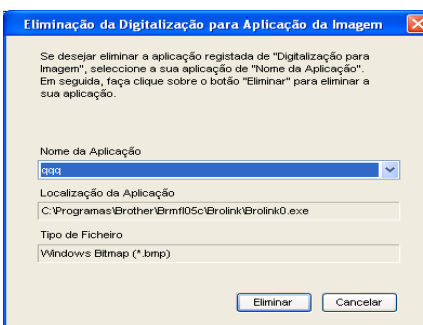 Eliminação da Digitalização para Aplicação da Imagem
Se desejar eliminar a aplicação registada de "Digitalização para
Imagem", seleccione a sua aplicação de "Nome da Aplicação".
Em seguida, faça clique sobre o botão "Eliminar" para eliminar a
sua aplicação.
Nome da Aplicação
qqq
Localização da Aplicação
C:\Programas\Brother\Brmfl05c\Brolink\Brolink0.exe
Tipo de Ficheiro
Windows Bitmap (*.bmp)
Eliminar Cancelar